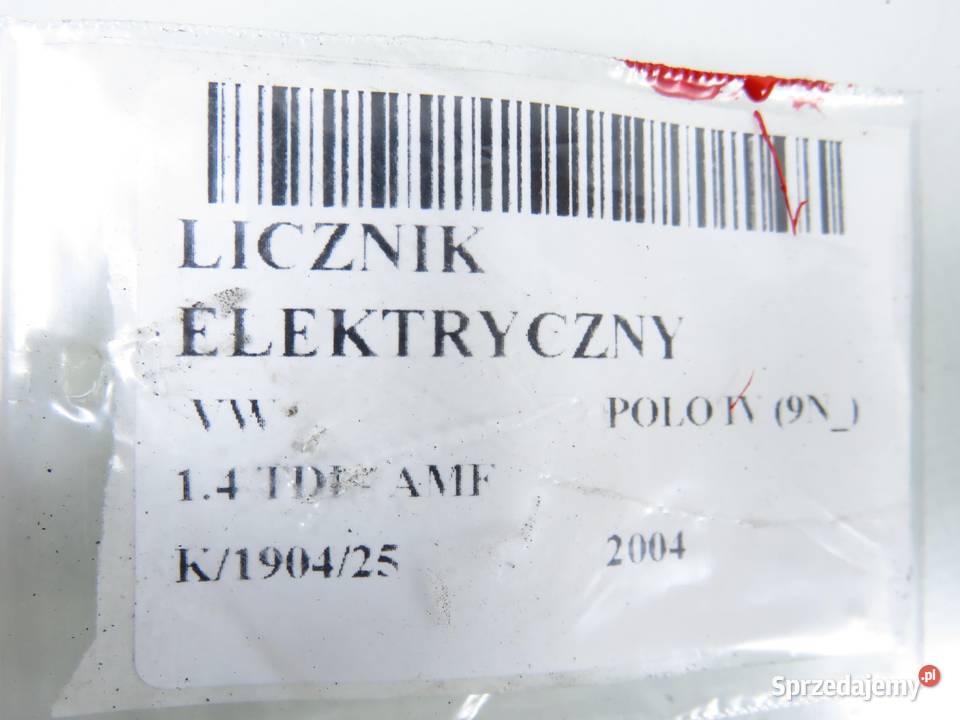 LICZNIK
ELEKTRYCZNY
VW POLO IV (9N_)
1.4 TDI - AMF
K/1904/25 2004
Sprzedajemy.pl